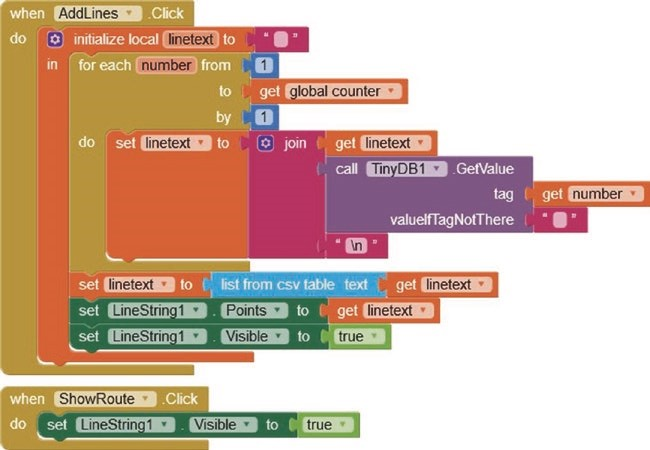 when AddLines .Click
do initialize local linetext to " "
in for each number from 1
to get global counter
by 1
do set linetext to join get linetext
call TinyDB1 .GetValue
tag get number
valueIfTagNotThere " "
" \n "
set linetext to list from csv table text get linetext
set LineString1 . Points to get linetext
set LineString1 . Visible to true
when ShowRoute .Click
do set LineString1 . Visible to true